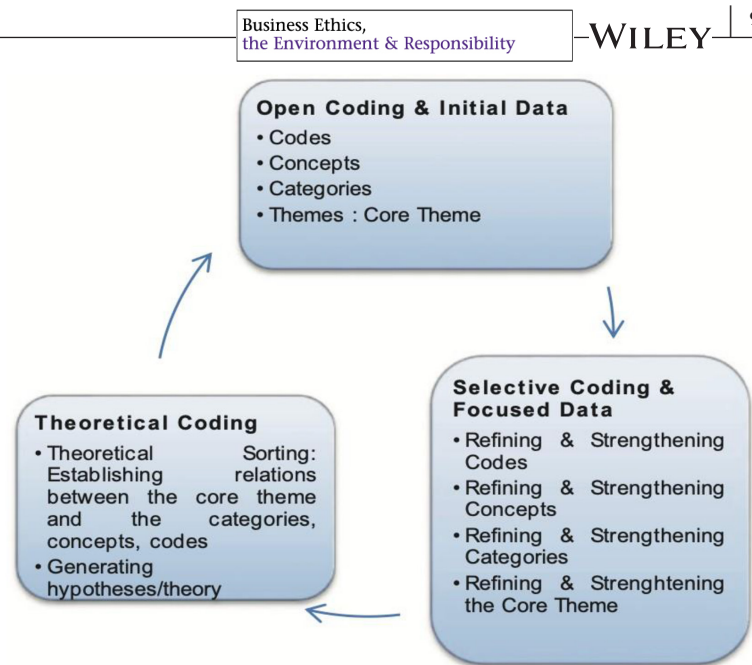 Business Ethics,
the Environment & Responsibility
WILEY
Open Coding & Initial Data
• Codes
• Concepts
• Categories
• Themes : Core Theme
Selective Coding &
Focused Data
• Refining & Strengthening
Codes
• Refining & Strengthening
Concepts
• Refining & Strengthening
Categories
• Refining & Strenghtening
the Core Theme
Theoretical Coding
• Theoretical Sorting:
Establishing relations
between the core theme
and the categories,
concepts, codes
• Generating
hypotheses/theory